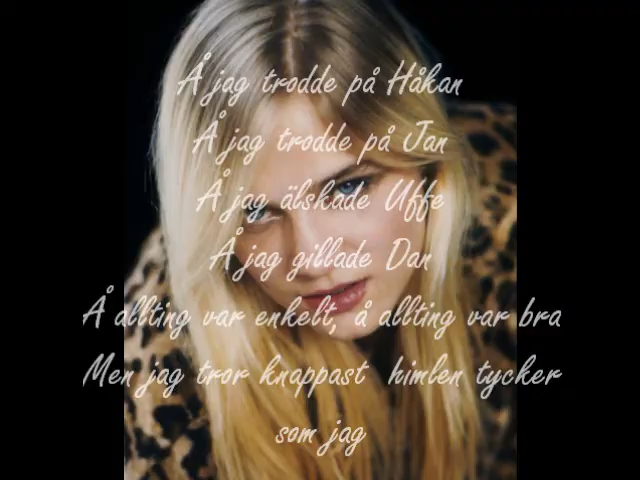 Å jag trodde på Håkan
Å jag trodde på Jan
Å jag älskade Uffe
Å jag gillade Dan
Å allting var enkelt, å allting var bra
Men jag tror knappast himlen tycker
som jag